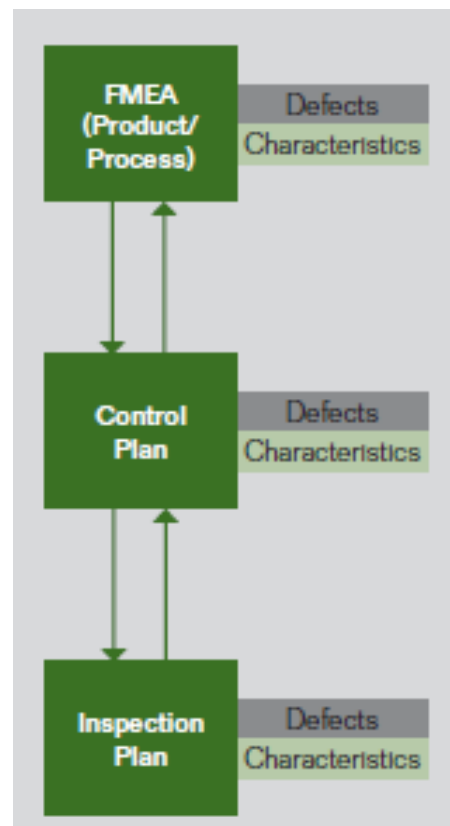 FMEA
(Product/
Process)
Defects
Characteristics
Control
Plan
Defects
Characteristics
Inspection
Plan
Defects
Characteristics